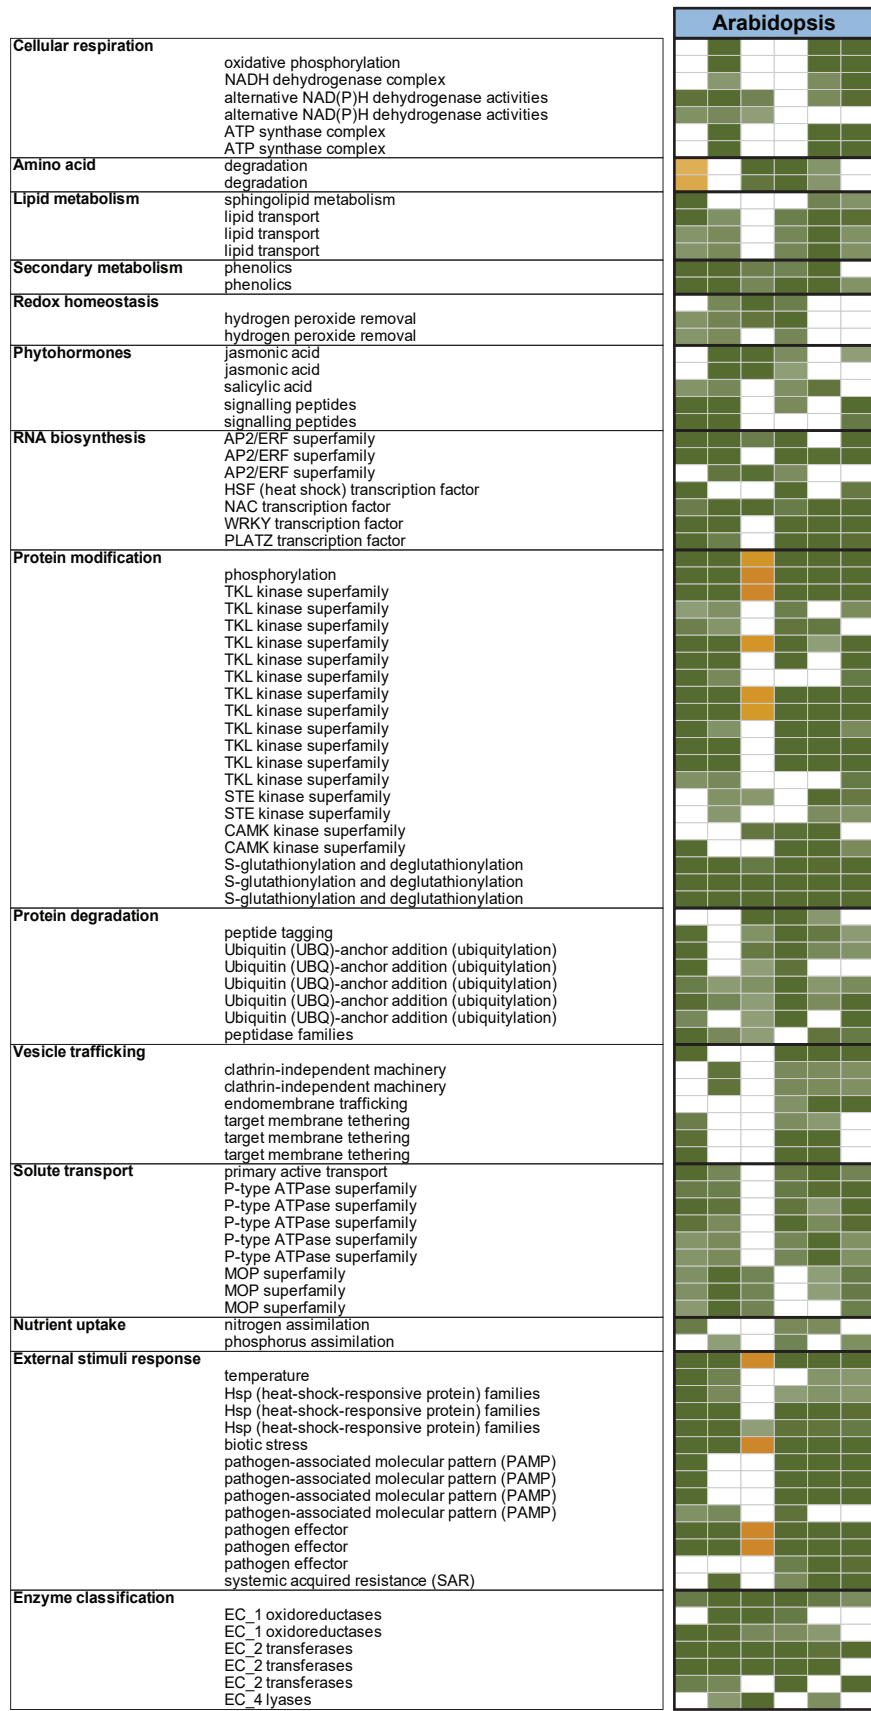 Arabidopsis
Cellular respiration
oxidative phosphorylation
NADH dehydrogenase complex
alternative NAD(P)H dehydrogenase activities
alternative NAD(P)H dehydrogenase activities
ATP synthase complex
ATP synthase complex
Amino acid degradation
degradation
Lipid metabolism sphingolipid metabolism
lipid transport
lipid transport
lipid transport
Secondary metabolism phenolics
phenolics
Redox homeostasis
hydrogen peroxide removal
hydrogen peroxide removal
Phytohormones jasmonic acid
jasmonic acid
salicylic acid
signalling peptides
signalling peptides
RNA biosynthesis AP2/ERF superfamily
AP2/ERF superfamily
AP2/ERF superfamily
HSF (heat shock) transcription factor
NAC transcription factor
WRKY transcription factor
PLATZ transcription factor
Protein modification
phosphorylation
TKL kinase superfamily
TKL kinase superfamily
TKL kinase superfamily
TKL kinase superfamily
TKL kinase superfamily
TKL kinase superfamily
TKL kinase superfamily
TKL kinase superfamily
TKL kinase superfamily
TKL kinase superfamily
TKL kinase superfamily
TKL kinase superfamily
STE kinase superfamily
STE kinase superfamily
CAMK kinase superfamily
CAMK kinase superfamily
S-glutathionylation and deglutathionylation
S-glutathionylation and deglutathionylation
S-glutathionylation and deglutathionylation
Protein degradation
peptide tagging
Ubiquitin (UBQ)-anchor addition (ubiquitylation)
Ubiquitin (UBQ)-anchor addition (ubiquitylation)
Ubiquitin (UBQ)-anchor addition (ubiquitylation)
Ubiquitin (UBQ)-anchor addition (ubiquitylation)
Ubiquitin (UBQ)-anchor addition (ubiquitylation)
peptidase families
Vesicle trafficking
clathrin-independent machinery
clathrin-independent machinery
endomembrane trafficking
target membrane tethering
target membrane tethering
target membrane tethering
Solute transport primary active transport
P-type ATPase superfamily
P-type ATPase superfamily
P-type ATPase superfamily
P-type ATPase superfamily
P-type ATPase superfamily
MOP superfamily
MOP superfamily
MOP superfamily
Nutrient uptake nitrogen assimilation
phosphorus assimilation
External stimuli response
temperature
Hsp (heat-shock-responsive protein) families
Hsp (heat-shock-responsive protein) families
Hsp (heat-shock-responsive protein) families
biotic stress
pathogen-associated molecular pattern (PAMP)
pathogen-associated molecular pattern (PAMP)
pathogen-associated molecular pattern (PAMP)
pathogen-associated molecular pattern (PAMP)
pathogen effector
pathogen effector
pathogen effector
systemic acquired resistance (SAR)
Enzyme classification
EC_1 oxidoreductases
EC_1 oxidoreductases
EC_2 transferases
EC_2 transferases
EC_2 transferases
EC_4 lyases